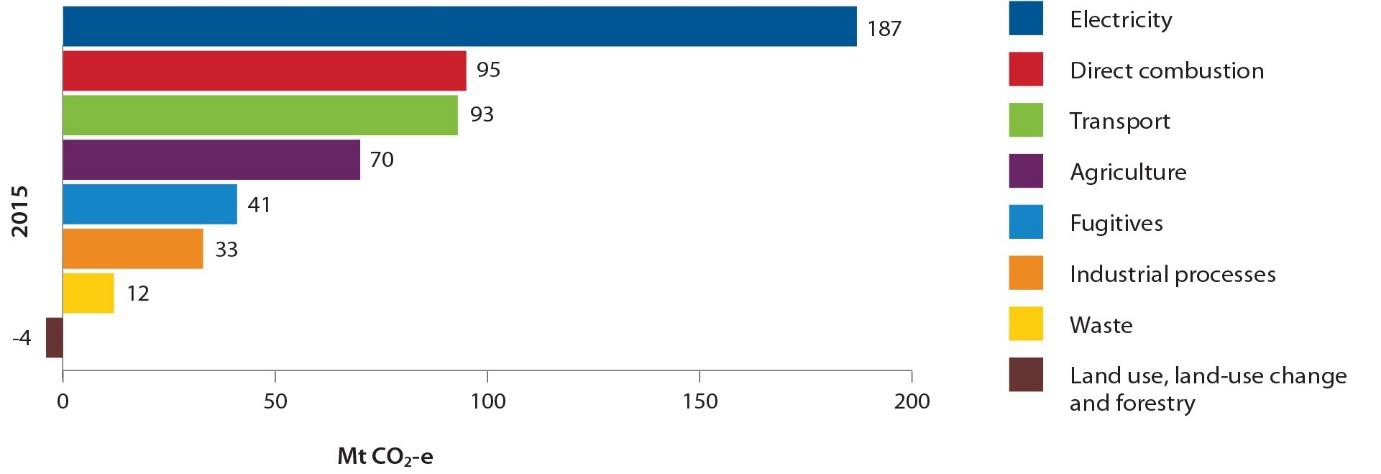 187
95
93
70
41
33
12
-4
2015
0 50 100 150 200
Mt CO₂-e
Electricity
Direct combustion
Transport
Agriculture
Fugitives
Industrial processes
Waste
Land use, land-use change
and forestry